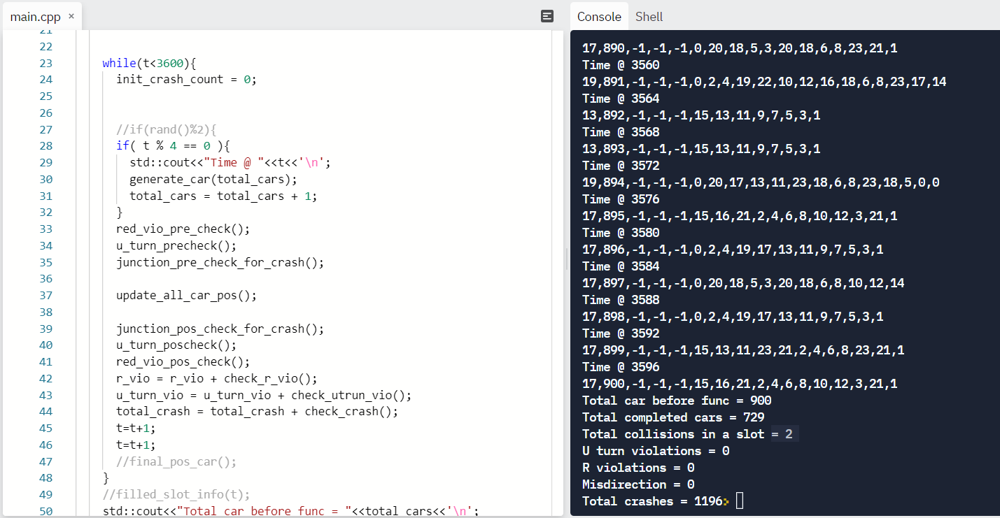 main.cpp ×
21
22
23 while(t<3600){
24 init_crash_count = 0;
25
26
27 //if(rand()%2){
28 if( t % 4 == 0 ){
29 std::cout<<"Time @ "<<t<<'\n';
30 generate_car(total_cars);
31 total_cars = total_cars + 1;
32 }
33 red_vio_pre_check();
34 u_turn_precheck();
35 junction_pre_check_for_crash();
36
37 update_all_car_pos();
38
39 junction_pos_check_for_crash();
40 u_turn_poscheck();
41 red_vio_pos_check();
42 r_vio = r_vio + check_r_vio();
43 u_turn_vio = u_turn_vio + check_utrun_vio();
44 total_crash = total_crash + check_crash();
45 t=t+1;
46 t=t+1;
47 //final_pos_car();
48 }
49 //filled_slot_info(t);
50 std::cout<<"Total car before func = "<<total_cars<<'\n';
Console Shell
17,890,-1,-1,-1,0,20,18,5,3,20,18,6,8,23,21,1
Time @ 3560
19,891,-1,-1,-1,0,2,4,19,22,10,12,16,18,6,8,23,17,14
Time @ 3564
13,892,-1,-1,-1,15,13,11,9,7,5,3,1
Time @ 3568
13,893,-1,-1,-1,15,13,11,9,7,5,3,1
Time @ 3572
19,894,-1,-1,-1,0,20,17,13,11,23,18,6,8,23,18,5,0,0
Time @ 3576
17,895,-1,-1,-1,15,16,21,2,4,6,8,10,12,3,21,1
Time @ 3580
17,896,-1,-1,-1,0,2,4,19,17,13,11,9,7,5,3,1
Time @ 3584
17,897,-1,-1,-1,0,20,18,5,3,20,18,6,8,10,12,14
Time @ 3588
17,898,-1,-1,-1,0,2,4,19,17,13,11,9,7,5,3,1
Time @ 3592
17,899,-1,-1,-1,15,13,11,23,21,2,4,6,8,23,21,1
Time @ 3596
17,900,-1,-1,-1,15,16,21,2,4,6,8,10,12,3,21,1
Total car before func = 900
Total completed cars = 729
Total collisions in a slot = 2
U turn violations = 0
R violations = 0
Misdirection = 0
Total crashes = 1196